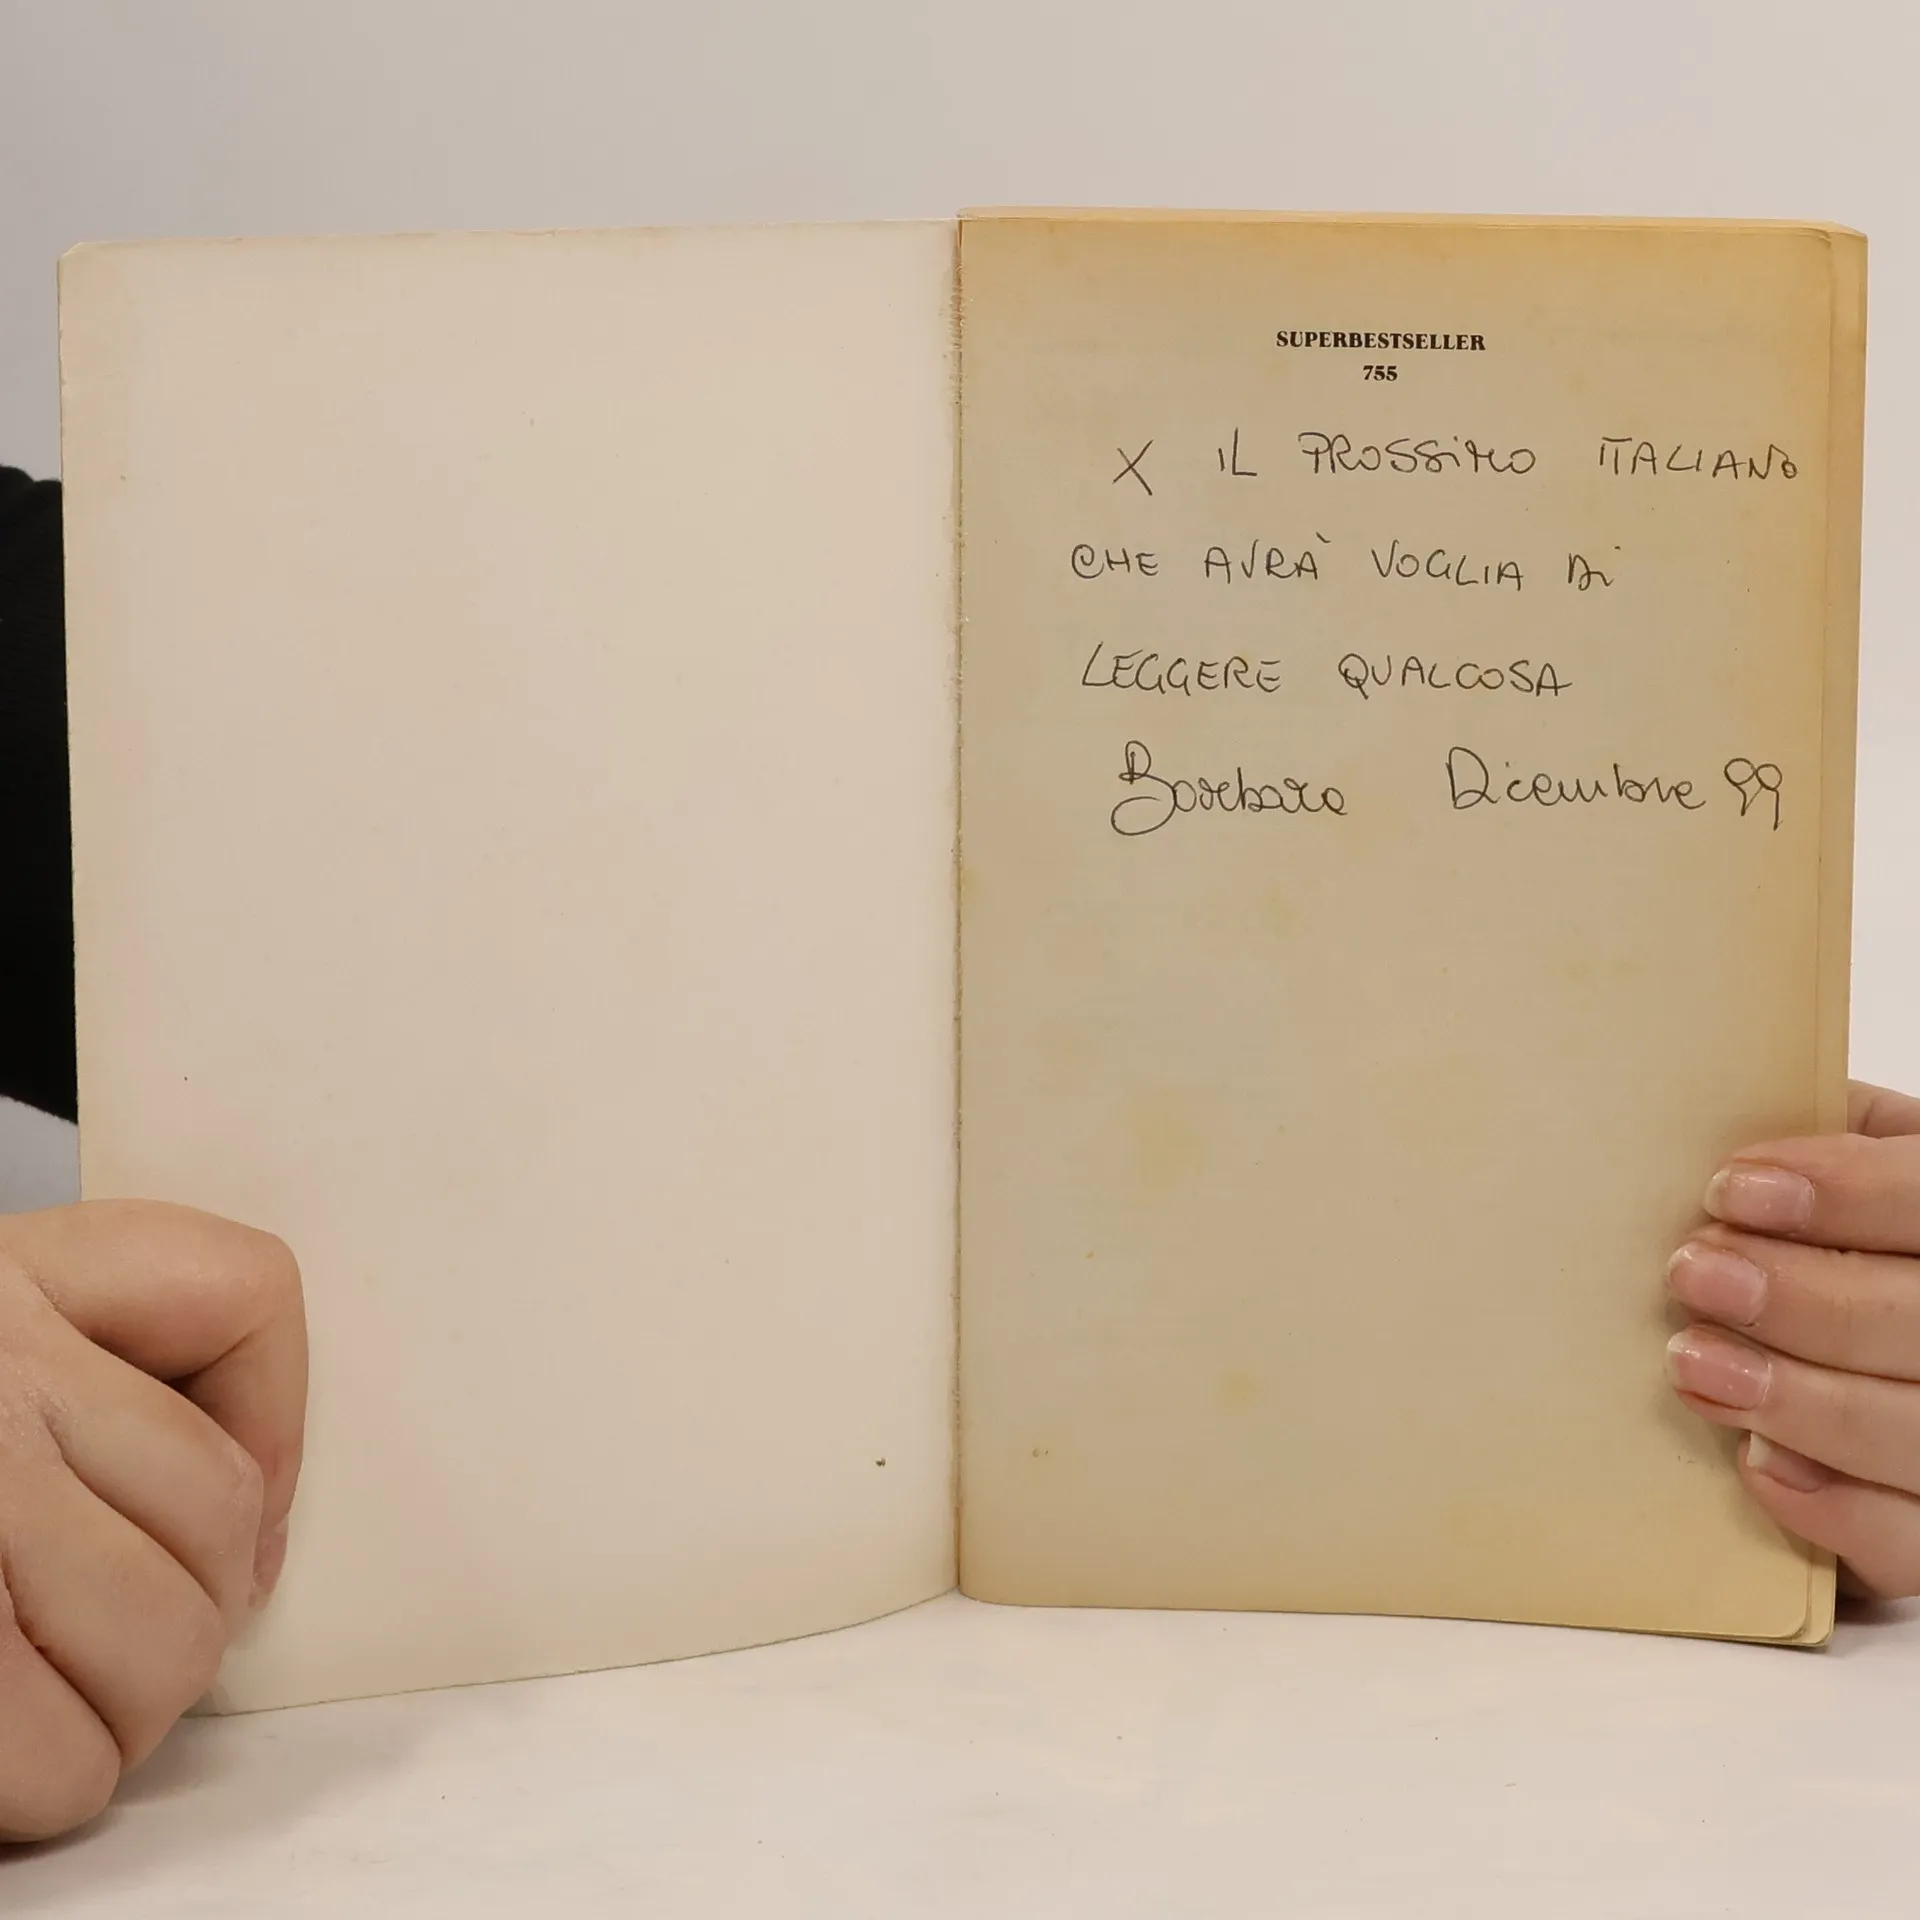 SUPERBESTSELLER
755
X IL PROSSIMO ITALIANO
CHE AVRÀ VOGLIA DI
LEGGERE QUALCOSA
Barbara Dicembre 99